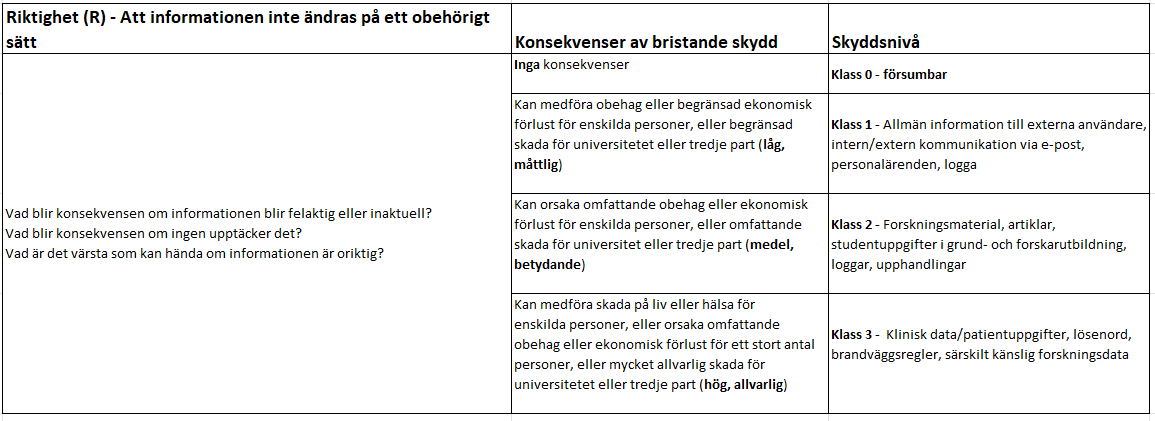 Riktighet (R) - Att informationen inte ändras på ett obehörigt
sätt
Konsekvenser av bristande skydd
Skyddsnivå
Vad blir konsekvensen om informationen blir felaktig eller inaktuell?
Vad blir konsekvensen om ingen upptäcker det?
Vad är det värsta som kan hända om informationen är oriktig?
Inga konsekvenser
Klass 0 - försumbar
Kan medföra obehag eller begränsad ekonomisk
förlust för enskilda personer, eller begränsad
skada för universitetet eller tredje part (låg,
måttlig)
Klass 1 - Allmän information till externa användare,
intern/extern kommunikation via e-post,
personalärenden, logga
Kan orsaka omfattande obehag eller ekonomisk
förlust för enskilda personer, eller omfattande
skada för universitet eller tredje part (medel,
betydande)
Klass 2 - Forskningsmaterial, artiklar,
studentuppgifter i grund- och forskarutbildning,
loggar, upphandlingar
Kan medföra skada på liv eller hälsa för
enskilda personer, eller orsaka omfattande
obehag eller ekonomisk förlust för ett stort antal
personer, eller mycket allvarlig skada för
universitetet eller tredje part (hög, allvarlig)
Klass 3 - Klinisk data/patientuppgifter, lösenord,
brandväggsregler, särskilt känslig forskningsdata